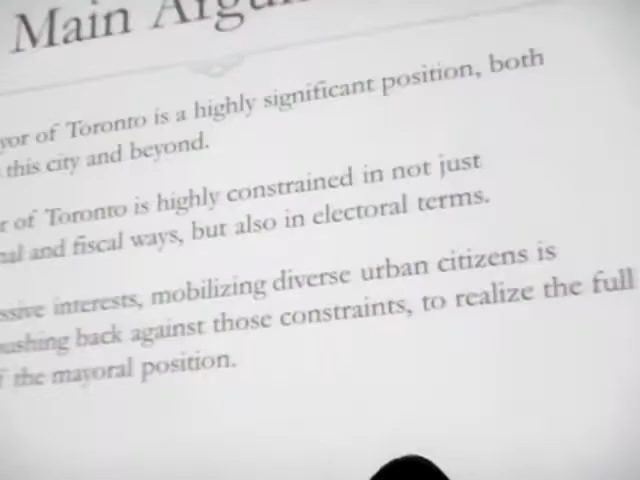 Main Argu
yor of Toronto is a highly significant position, both
this city and beyond.
r of Toronto is highly constrained in not just
nal and fiscal ways, but also in electoral terms.
ssive interests, mobilizing diverse urban citizens is
ushing back against those constraints, to realize the full
f the mayoral position.